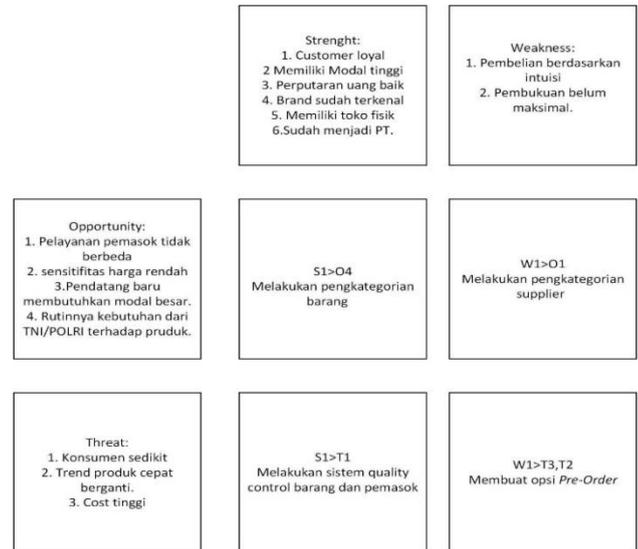 Strenght:
1. Customer loyal
2 Memiliki Modal tinggi
3. Perputaran uang baik
4. Brand sudah terkenal
5. Memiliki toko fisik
6.Sudah menjadi PT.
Weakness:
1. Pembelian berdasarkan
intuisi
2. Pembukuan belum
maksimal.
Opportunity:
1. Pelayanan pemasok tidak
berbeda
2. sensitifitas harga rendah
3.Pendatang baru
membutuhkan modal besar.
4. Rutinnya kebutuhan dari
TNI/POLRI terhadap pruduk.
S1>O4
Melakukan pengkategorian
barang
W1>O1
Melakukan pengkategorian
supplier
Threat:
1. Konsumen sedikit
2. Trend produk cepat
berganti.
3. Cost tinggi
S1>T1
Melakukan sistem quality
control barang dan pemasok
W1>T3,T2
Membuat opsi Pre-Order